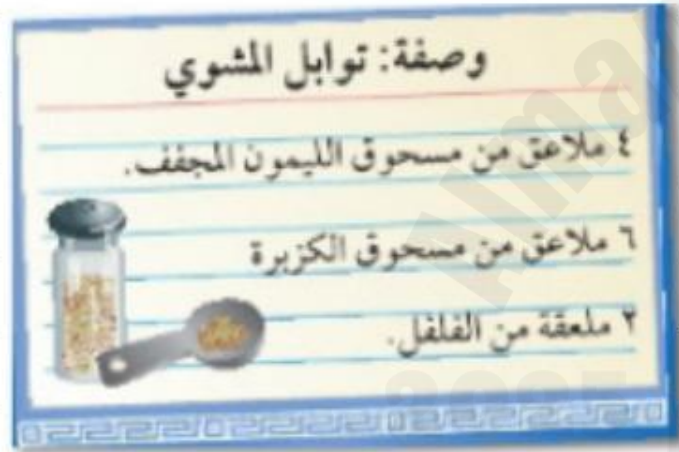 وصفة: توابل المشوي
٤ ملاعق من مسحوق الليمون المجفف.
٦ ملاعق من مسحوق الكزبرة
٢ ملعقة من الفلفل.